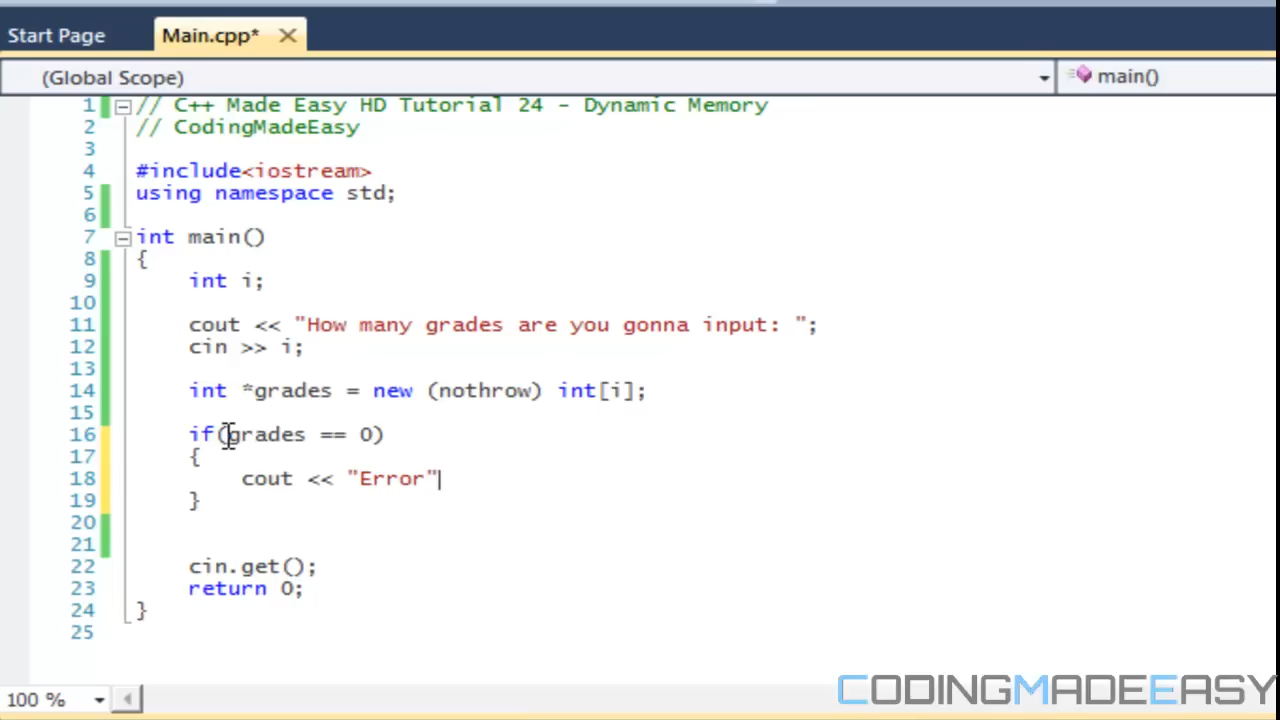 Start Page Main.cpp*
(Global Scope) main()
1 // C++ Made Easy HD Tutorial 24 - Dynamic Memory
2 // CodingMadeEasy
3
4 #include<iostream>
5 using namespace std;
6
7 int main()
8 {
9 int i;
10
11 cout << "How many grades are you gonna input: ";
12 cin >> i;
13
14 int *grades = new (nothrow) int[i];
15
16 if(grades == 0)
17 {
18 cout << "Error"
19 }
20
21
22 cin.get();
23 return 0;
24 }
25
100 %
CODINGMADEEASY